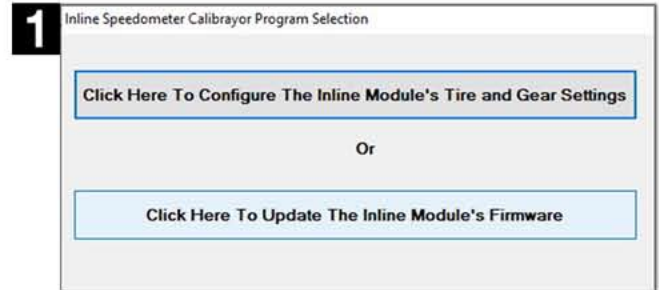 1
Inline Speedometer Calibrayor Program Selection
Click Here To Configure The Inline Module's Tire and Gear Settings
Or
Click Here To Update The Inline Module's Firmware